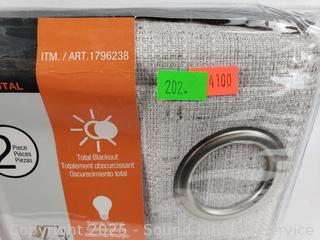 ITM. / ART.1796238
TAL
202.
4100
2
Piece
Pièces
Piezas
Total Blackout
Totalement obscurcissant
Oscurecimiento total
Copyright 2025 - Sound Auction Service